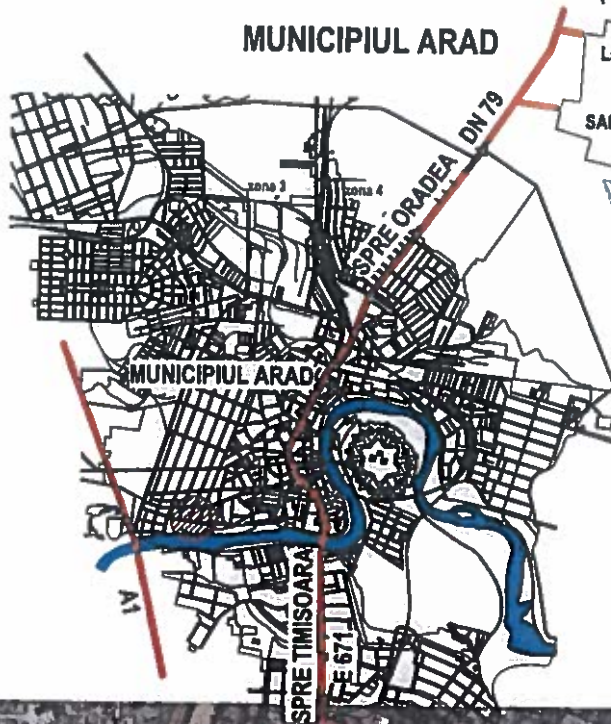 MUNICIPIUL ARAD
SPRE ORADEA DN 79
zona 3
zona 4
MUNICIPIUL ARAD
A1
SPRE TIMISOARA
E 671